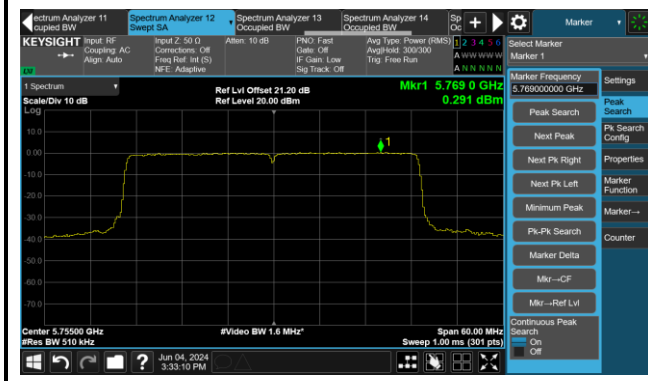 ectrum Analyzer 11
cupied BW
Spectrum Analyzer 12
Swept SA
Spectrum Analyzer 13
Occupied BW
Spectrum Analyzer 14
Occupied BW
Sp
Oc
Marker
KEYSIGHT
Input: RF
Coupling: AC
Align: Auto
Input Z: 50 Ω
Corrections: Off
Freq Ref: Int (S)
NFE: Adaptive
Atten: 10 dB
PNO: Fast
Gate: Off
IF Gain: Low
Sig Track: Off
Avg Type: Power (RMS)
Avg|Hold: 300/300
Trig: Free Run
1 2 3 4 5 6
A W W W W W
A N N N N N
LXI
Select Marker
Marker 1
1 Spectrum
Scale/Div 10 dB
Log
Ref Lvl Offset 21.20 dB
Ref Level 20.00 dBm
Mkr1 5.769 0 GHz
0.291 dBm
10.0
0.00
-10.0
-20.0
-30.0
-40.0
-50.0
-60.0
-70.0
1
Center 5.75500 GHz
#Res BW 510 kHz
#Video BW 1.6 MHz*
Span 60.00 MHz
Sweep 1.00 ms (301 pts)
Marker Frequency
5.769000000 GHz
Peak Search
Next Peak
Next Pk Right
Next Pk Left
Minimum Peak
Pk-Pk Search
Marker Delta
Mkr→CF
Mkr→Ref Lvl
Continuous Peak
Search
On
Off
Settings
Peak
Search
Pk Search
Config
Properties
Marker
Function
Marker→
Counter
?
Jun 04, 2024
3:33:10 PM